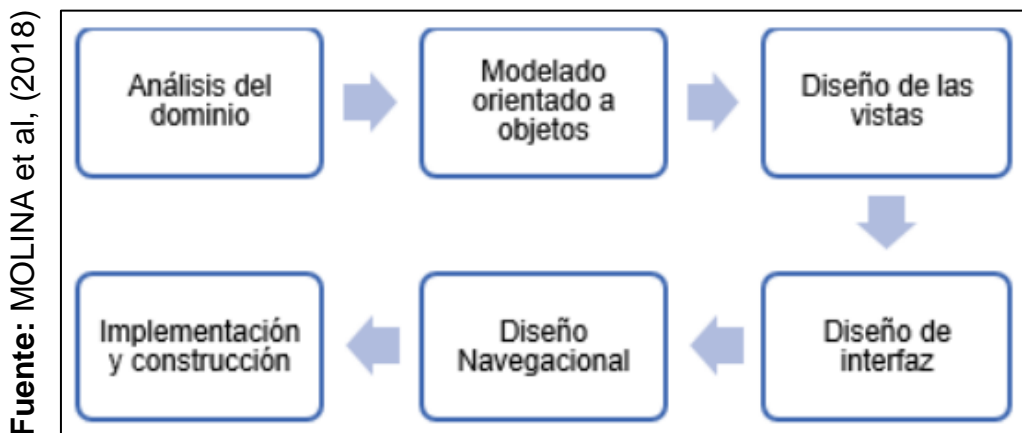 Fuente: MOLINA et al, (2018)
Análisis del
dominio
Modelado
orientado a
objetos
Diseño de las
vistas
Diseño de
interfaz
Diseño
Navegacional
Implementación
y construcción